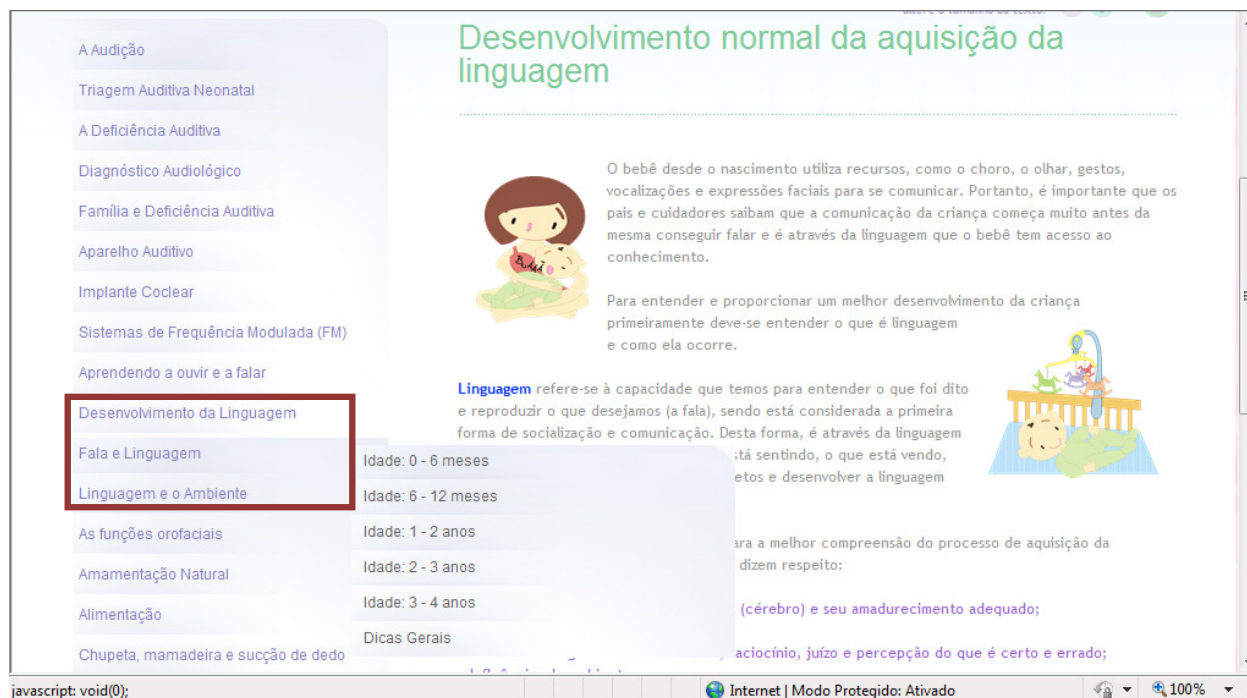 A Audição
Triagem Auditiva Neonatal
A Deficiência Auditiva
Diagnóstico Audiológico
Família e Deficiência Auditiva
Aparelho Auditivo
Implante Coclear
Sistemas de Frequência Modulada (FM)
Aprendendo a ouvir e a falar
Desenvolvimento da Linguagem
Fala e Linguagem
Linguagem e o Ambiente
As funções orofaciais
Amamentação Natural
Alimentação
Chupeta, mamadeira e sucção de dedo
Idade: 0 - 6 meses
Idade: 6 - 12 meses
Idade: 1 - 2 anos
Idade: 2 - 3 anos
Idade: 3 - 4 anos
Dicas Gerais
Desenvolvimento normal da aquisição da
linguagem
O bebê desde o nascimento utiliza recursos, como o choro, o olhar, gestos,
vocalizações e expressões faciais para se comunicar. Portanto, é importante que os
pais e cuidadores saibam que a comunicação da criança começa muito antes da
mesma conseguir falar e é através da linguagem que o bebê tem acesso ao
conhecimento.
Para entender e proporcionar um melhor desenvolvimento da criança
primeiramente deve-se entender o que é linguagem
e como ela ocorre.
Linguagem refere-se à capacidade que temos para entender o que foi dito
e reproduzir o que desejamos (a fala), sendo está considerada a primeira
forma de socialização e comunicação. Desta forma, é através da linguagem
stá sentindo, o que está vendo,
etos e desenvolver a linguagem
ara a melhor compreensão do processo de aquisição da
dizem respeito:
(cérebro) e seu amadurecimento adequado;
aciocínio, juízo e percepção do que é certo e errado;
javascript: void(0);
Internet | Modo Protegido: Ativado
100%